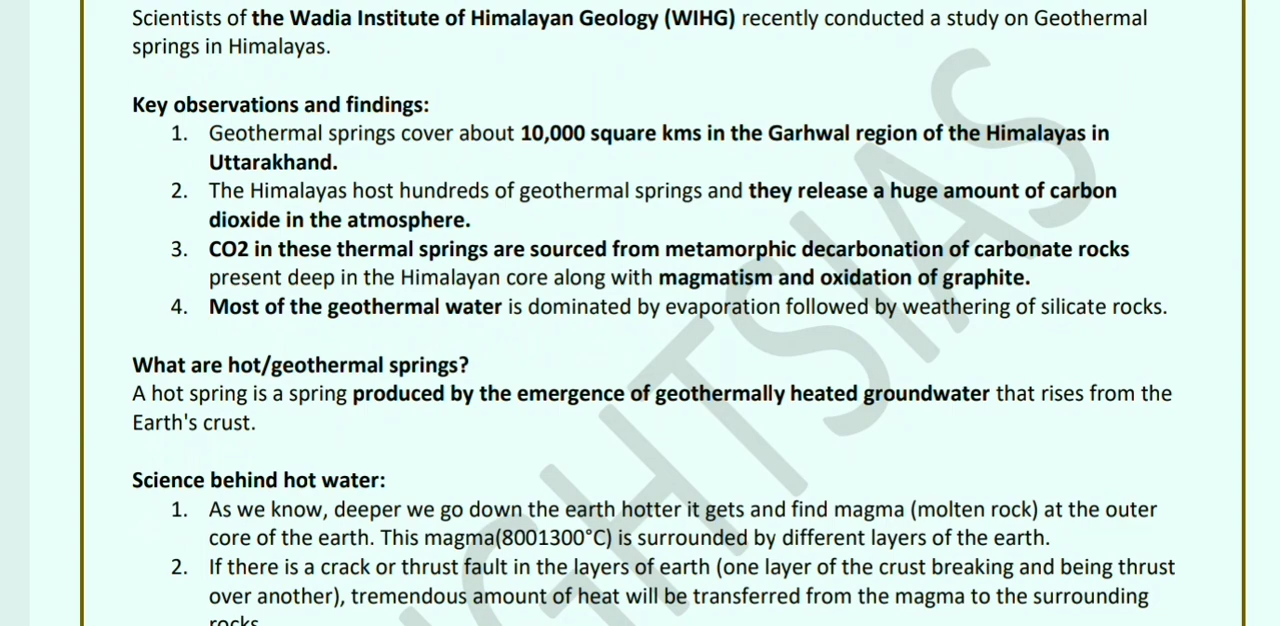 Scientists of the Wadia Institute of Himalayan Geology (WIHG) recently conducted a study on Geothermal
springs in Himalayas.
Key observations and findings:
1. Geothermal springs cover about 10,000 square kms in the Garhwal region of the Himalayas in
Uttarakhand.
2. The Himalayas host hundreds of geothermal springs and they release a huge amount of carbon
dioxide in the atmosphere.
3. CO2 in these thermal springs are sourced from metamorphic decarbonation of carbonate rocks
present deep in the Himalayan core along with magmatism and oxidation of graphite.
4. Most of the geothermal water is dominated by evaporation followed by weathering of silicate rocks.
What are hot/geothermal springs?
A hot spring is a spring produced by the emergence of geothermally heated groundwater that rises from the
Earth's crust.
Science behind hot water:
1. As we know, deeper we go down the earth hotter it gets and find magma (molten rock) at the outer
core of the earth. This magma(8001300°C) is surrounded by different layers of the earth.
2. If there is a crack or thrust fault in the layers of earth (one layer of the crust breaking and being thrust
over another), tremendous amount of heat will be transferred from the magma to the surrounding
rocks
GHTSIAS